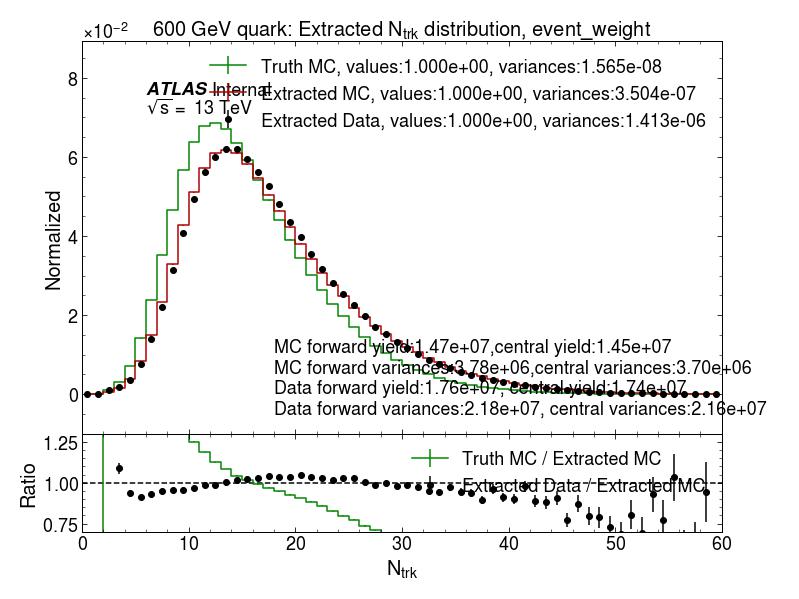 ×10⁻² 600 GeV quark: Extracted N_trk distribution, event_weight
Truth MC, values:1.000e+00, variances:1.565e-08
ATLAS Internal
Extracted MC, values:1.000e+00, variances:3.504e-07
√s = 13 TeV
Extracted Data, values:1.000e+00, variances:1.413e-06
8
6
4
2
0
Normalized
MC forward yield:1.47e+07,central yield:1.45e+07
MC forward variances:3.78e+06,central variances:3.70e+06
Data forward yield:1.76e+07, central yield:1.74e+07
Data forward variances:2.18e+07, central variances:2.16e+07
1.25
1.00
0.75
Ratio
Truth MC / Extracted MC
Extracted Data / Extracted MC
0 10 20 30 40 50 60
N_trk